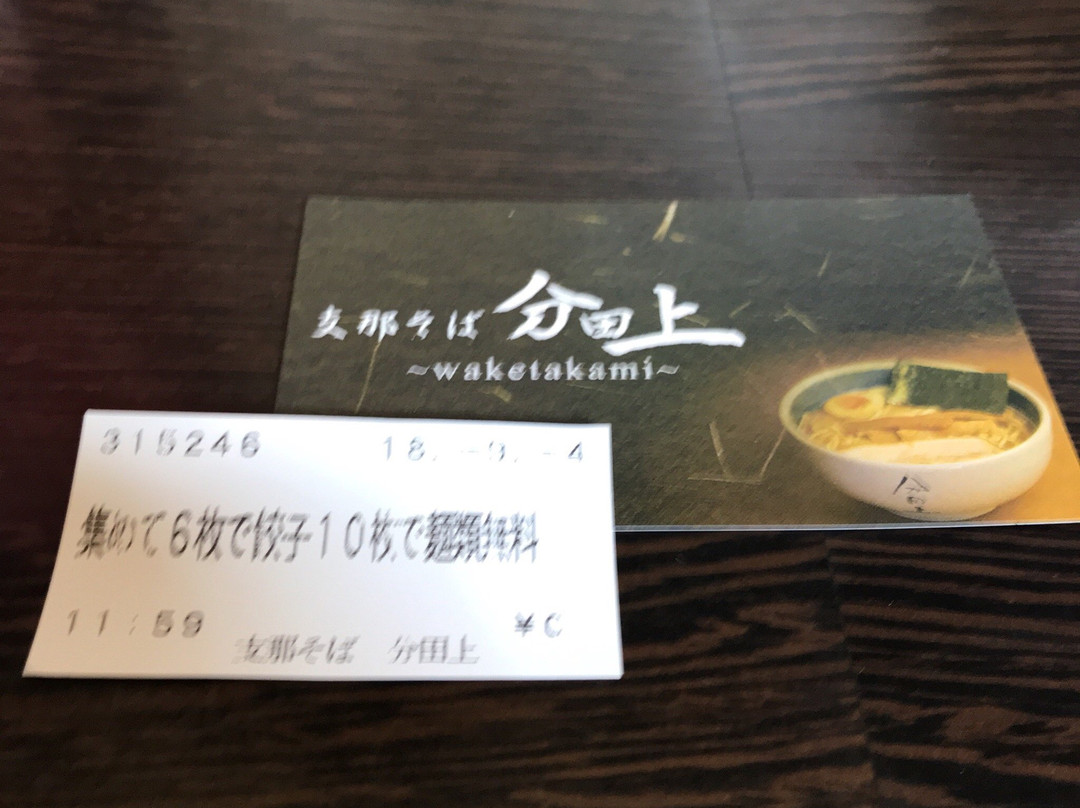 支那そば 分田上
~waketakami~
315246 18.-9.-4
集めて6枚で餃子10枚で麺類無料
11:59 ¥0
支那そば 分田上